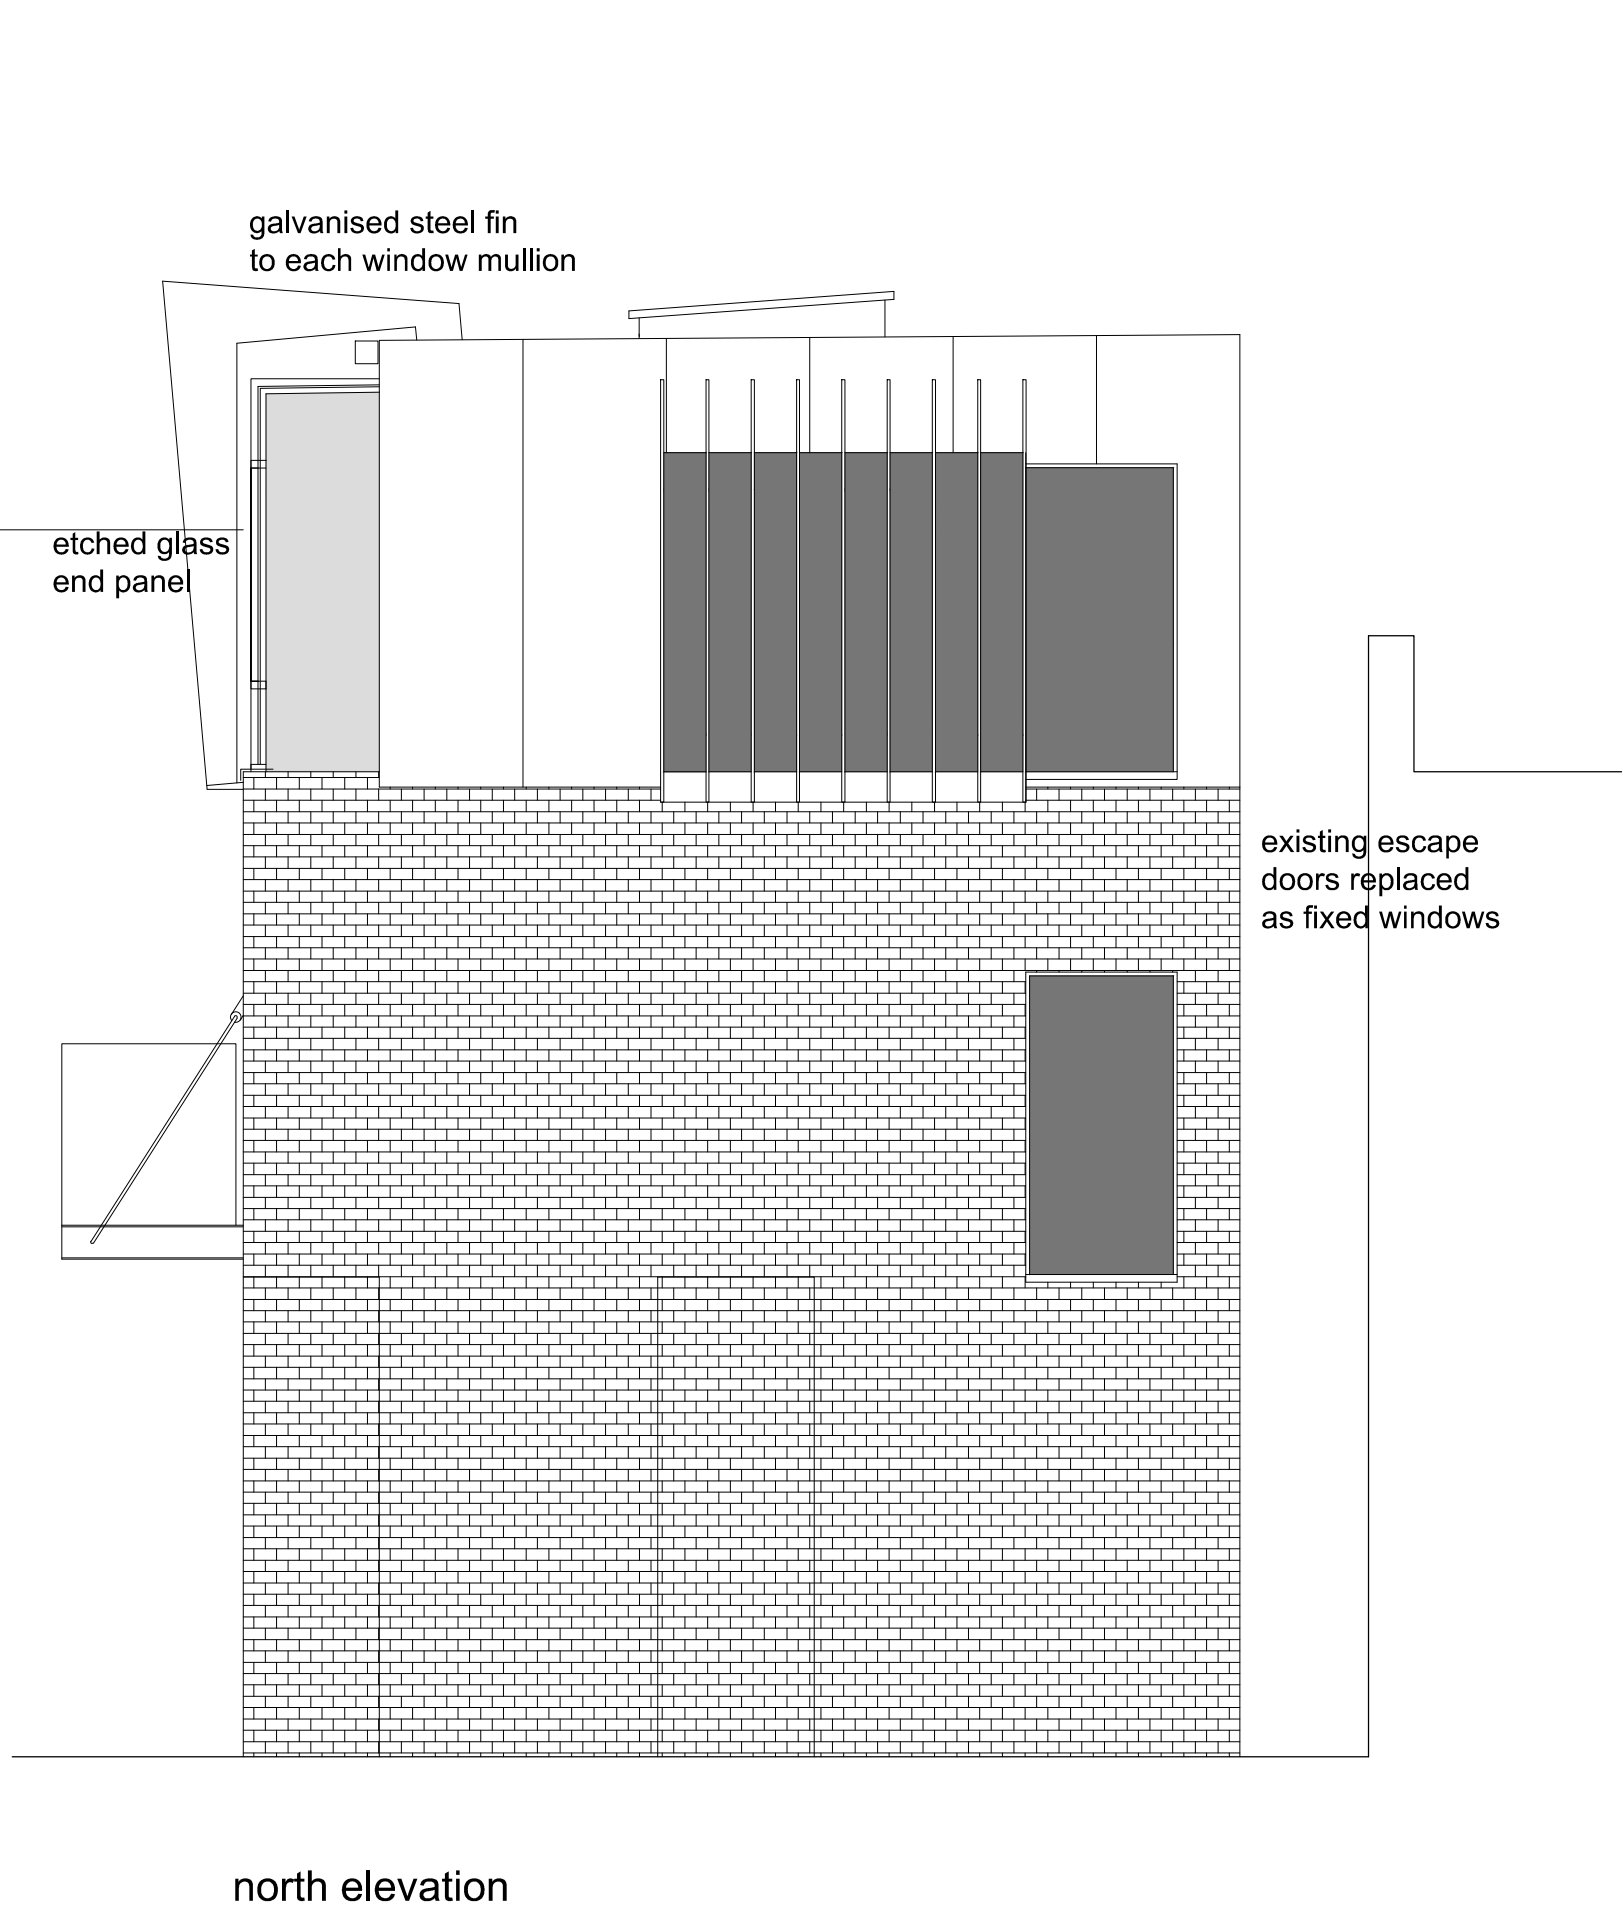 galvanised steel fin
to each window mullion
etched glass
end panel
existing escape
doors replaced
as fixed windows
north elevation